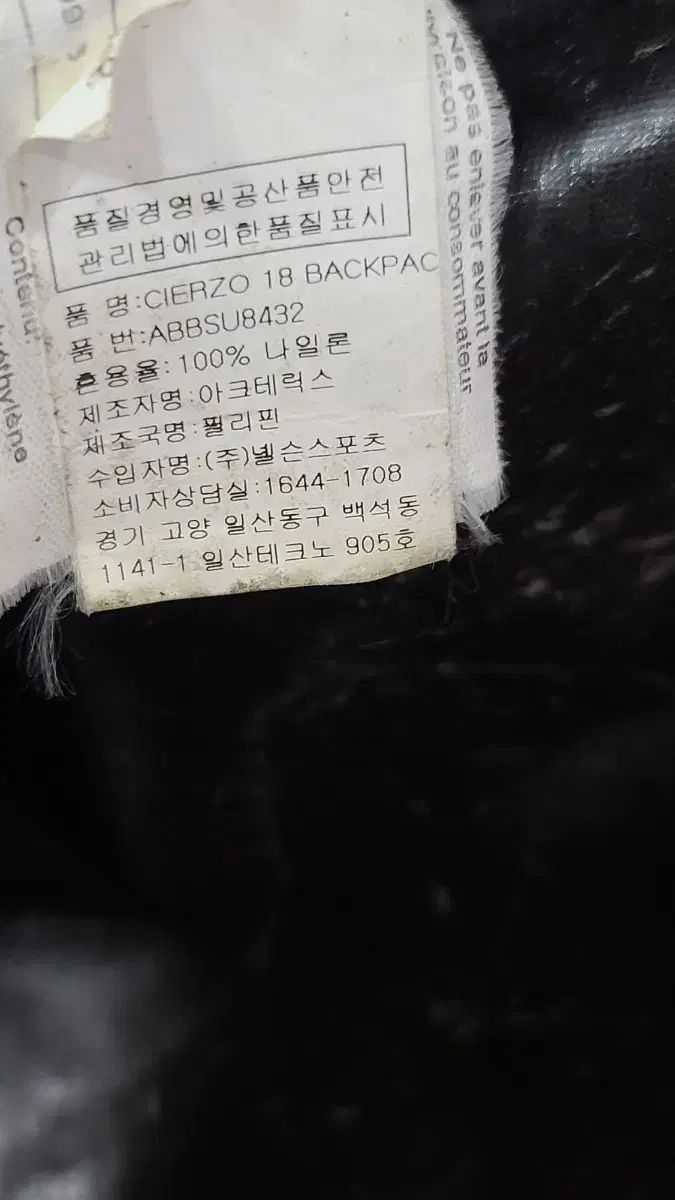 품질경영및공산품안전
관리법에의한품질표시
품 명:CIERZO 18 BACKPAC
품 번:ABBSU8432
혼용율:100% 나일론
제조자명:아크테릭스
제조국명:필리핀
수입자명:(주)넬슨스포츠
소비자상담실:1644-1708
경기 고양 일산동구 백석동
1141-1 일산테크노 905호
Ne pas enlever avant la
au consommateur
Contenu: